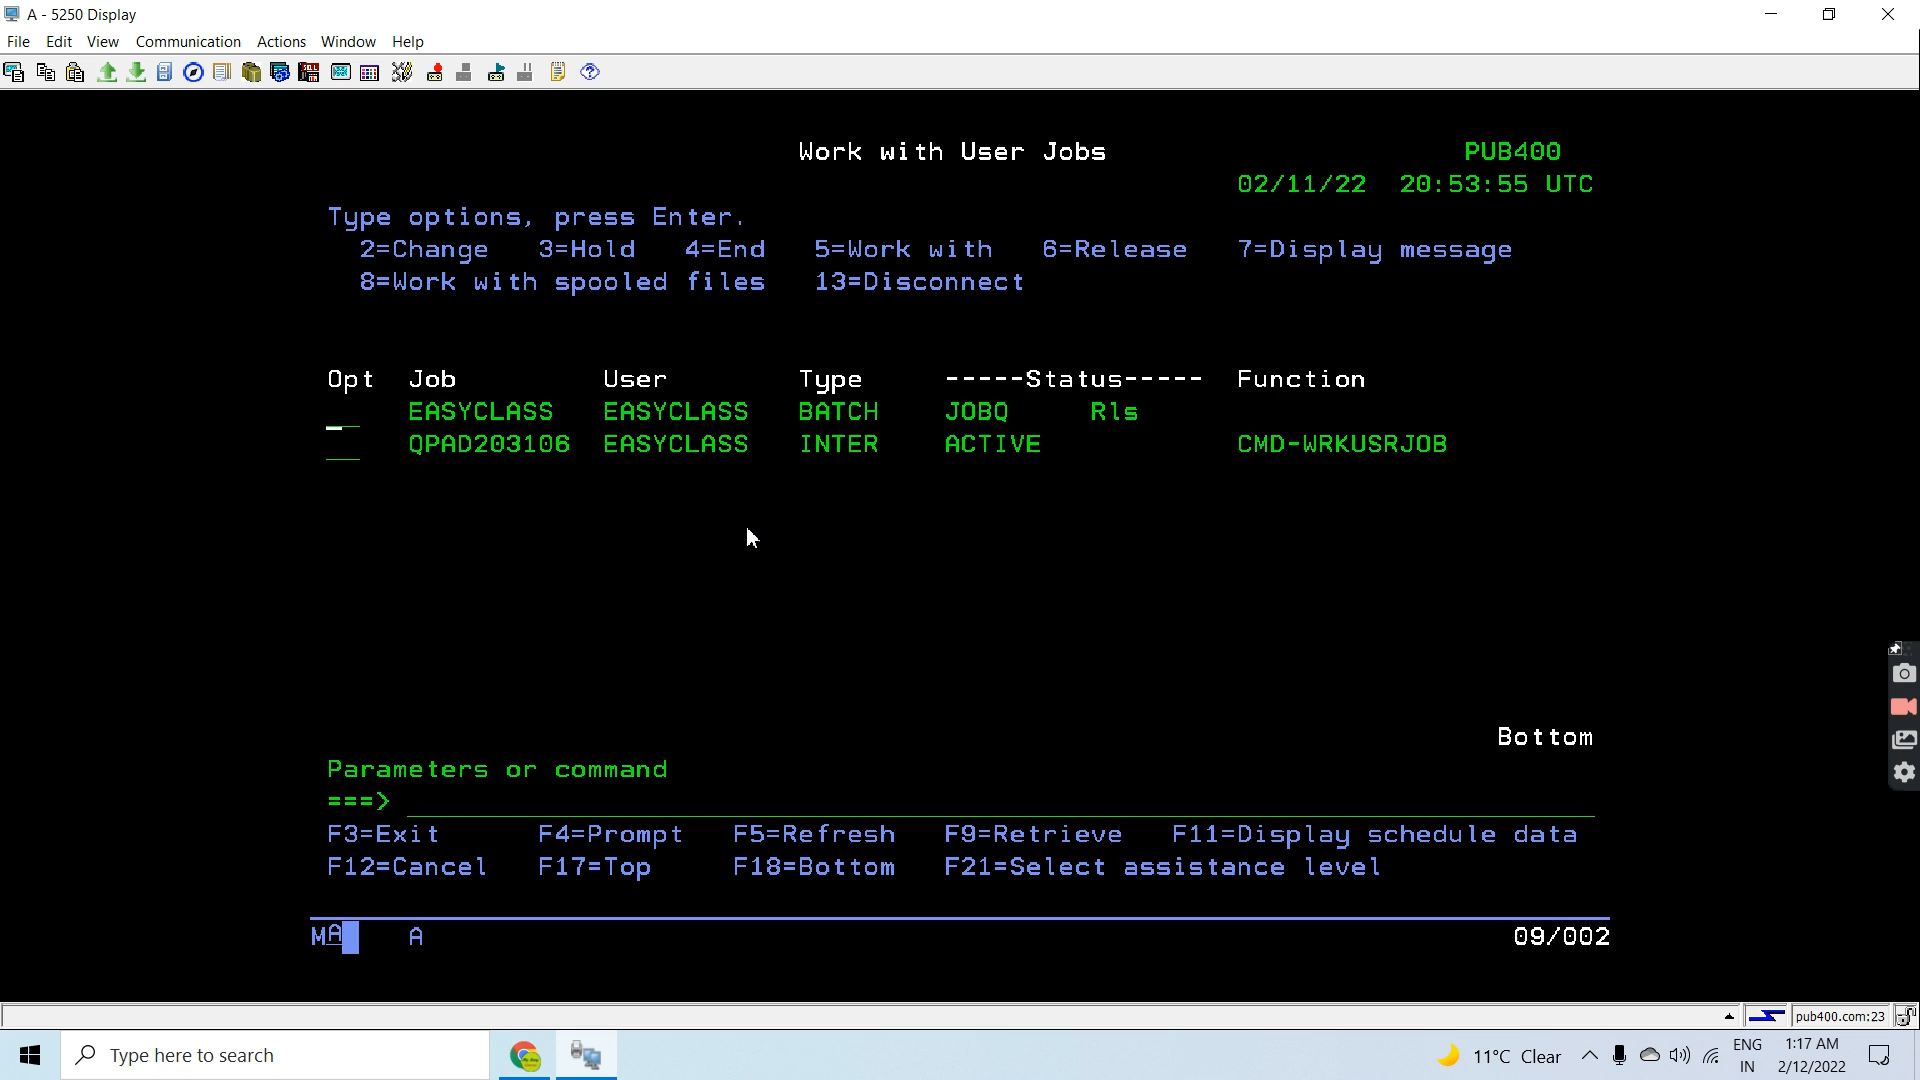 A - 5250 Display
File Edit View Communication Actions Window Help
Work with User Jobs PUB400
02/11/22 20:53:55 UTC
Type options, press Enter.
2=Change 3=Hold 4=End 5=Work with 6=Release 7=Display message
8=Work with spooled files 13=Disconnect
Opt Job User Type -----Status----- Function
EASYCLASS EASYCLASS BATCH JOBQ Rls
QPAD203106 EASYCLASS INTER ACTIVE CMD-WRKUSRJOB
Bottom
Parameters or command
===>
F3=Exit F4=Prompt F5=Refresh F9=Retrieve F11=Display schedule data
F12=Cancel F17=Top F18=Bottom F21=Select assistance level
MA A 09/002
pub400.com:23
Type here to search
11°C Clear
ENG
IN
1:17 AM
2/12/2022